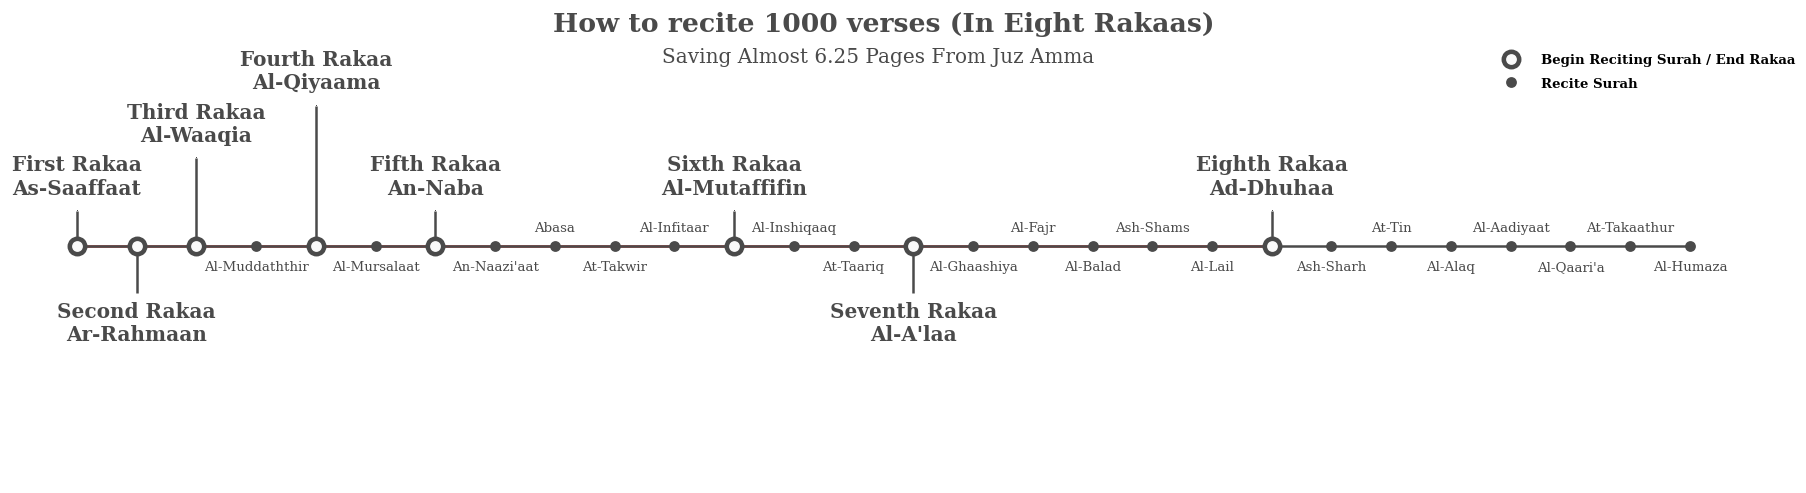 How to recite 1000 verses (In Eight Rakaas)
Saving Almost 6.25 Pages From Juz Amma
Begin Reciting Surah / End Rakaa
Recite Surah
First Rakaa
As-Saaffaat
Second Rakaa
Ar-Rahmaan
Third Rakaa
Al-Waaqia
Al-Muddaththir
Fourth Rakaa
Al-Qiyaama
Al-Mursalaat
Fifth Rakaa
An-Naba
An-Naazi'aat
Abasa
At-Takwir
Al-Infitaar
Sixth Rakaa
Al-Mutaffifin
Al-Inshiqaaq
At-Taariq
Seventh Rakaa
Al-A'laa
Al-Ghaashiya
Al-Fajr
Al-Balad
Ash-Shams
Al-Lail
Eighth Rakaa
Ad-Dhuhaa
Ash-Sharh
At-Tin
Al-Alaq
Al-Aadiyaat
Al-Qaari'a
At-Takaathur
Al-Humaza